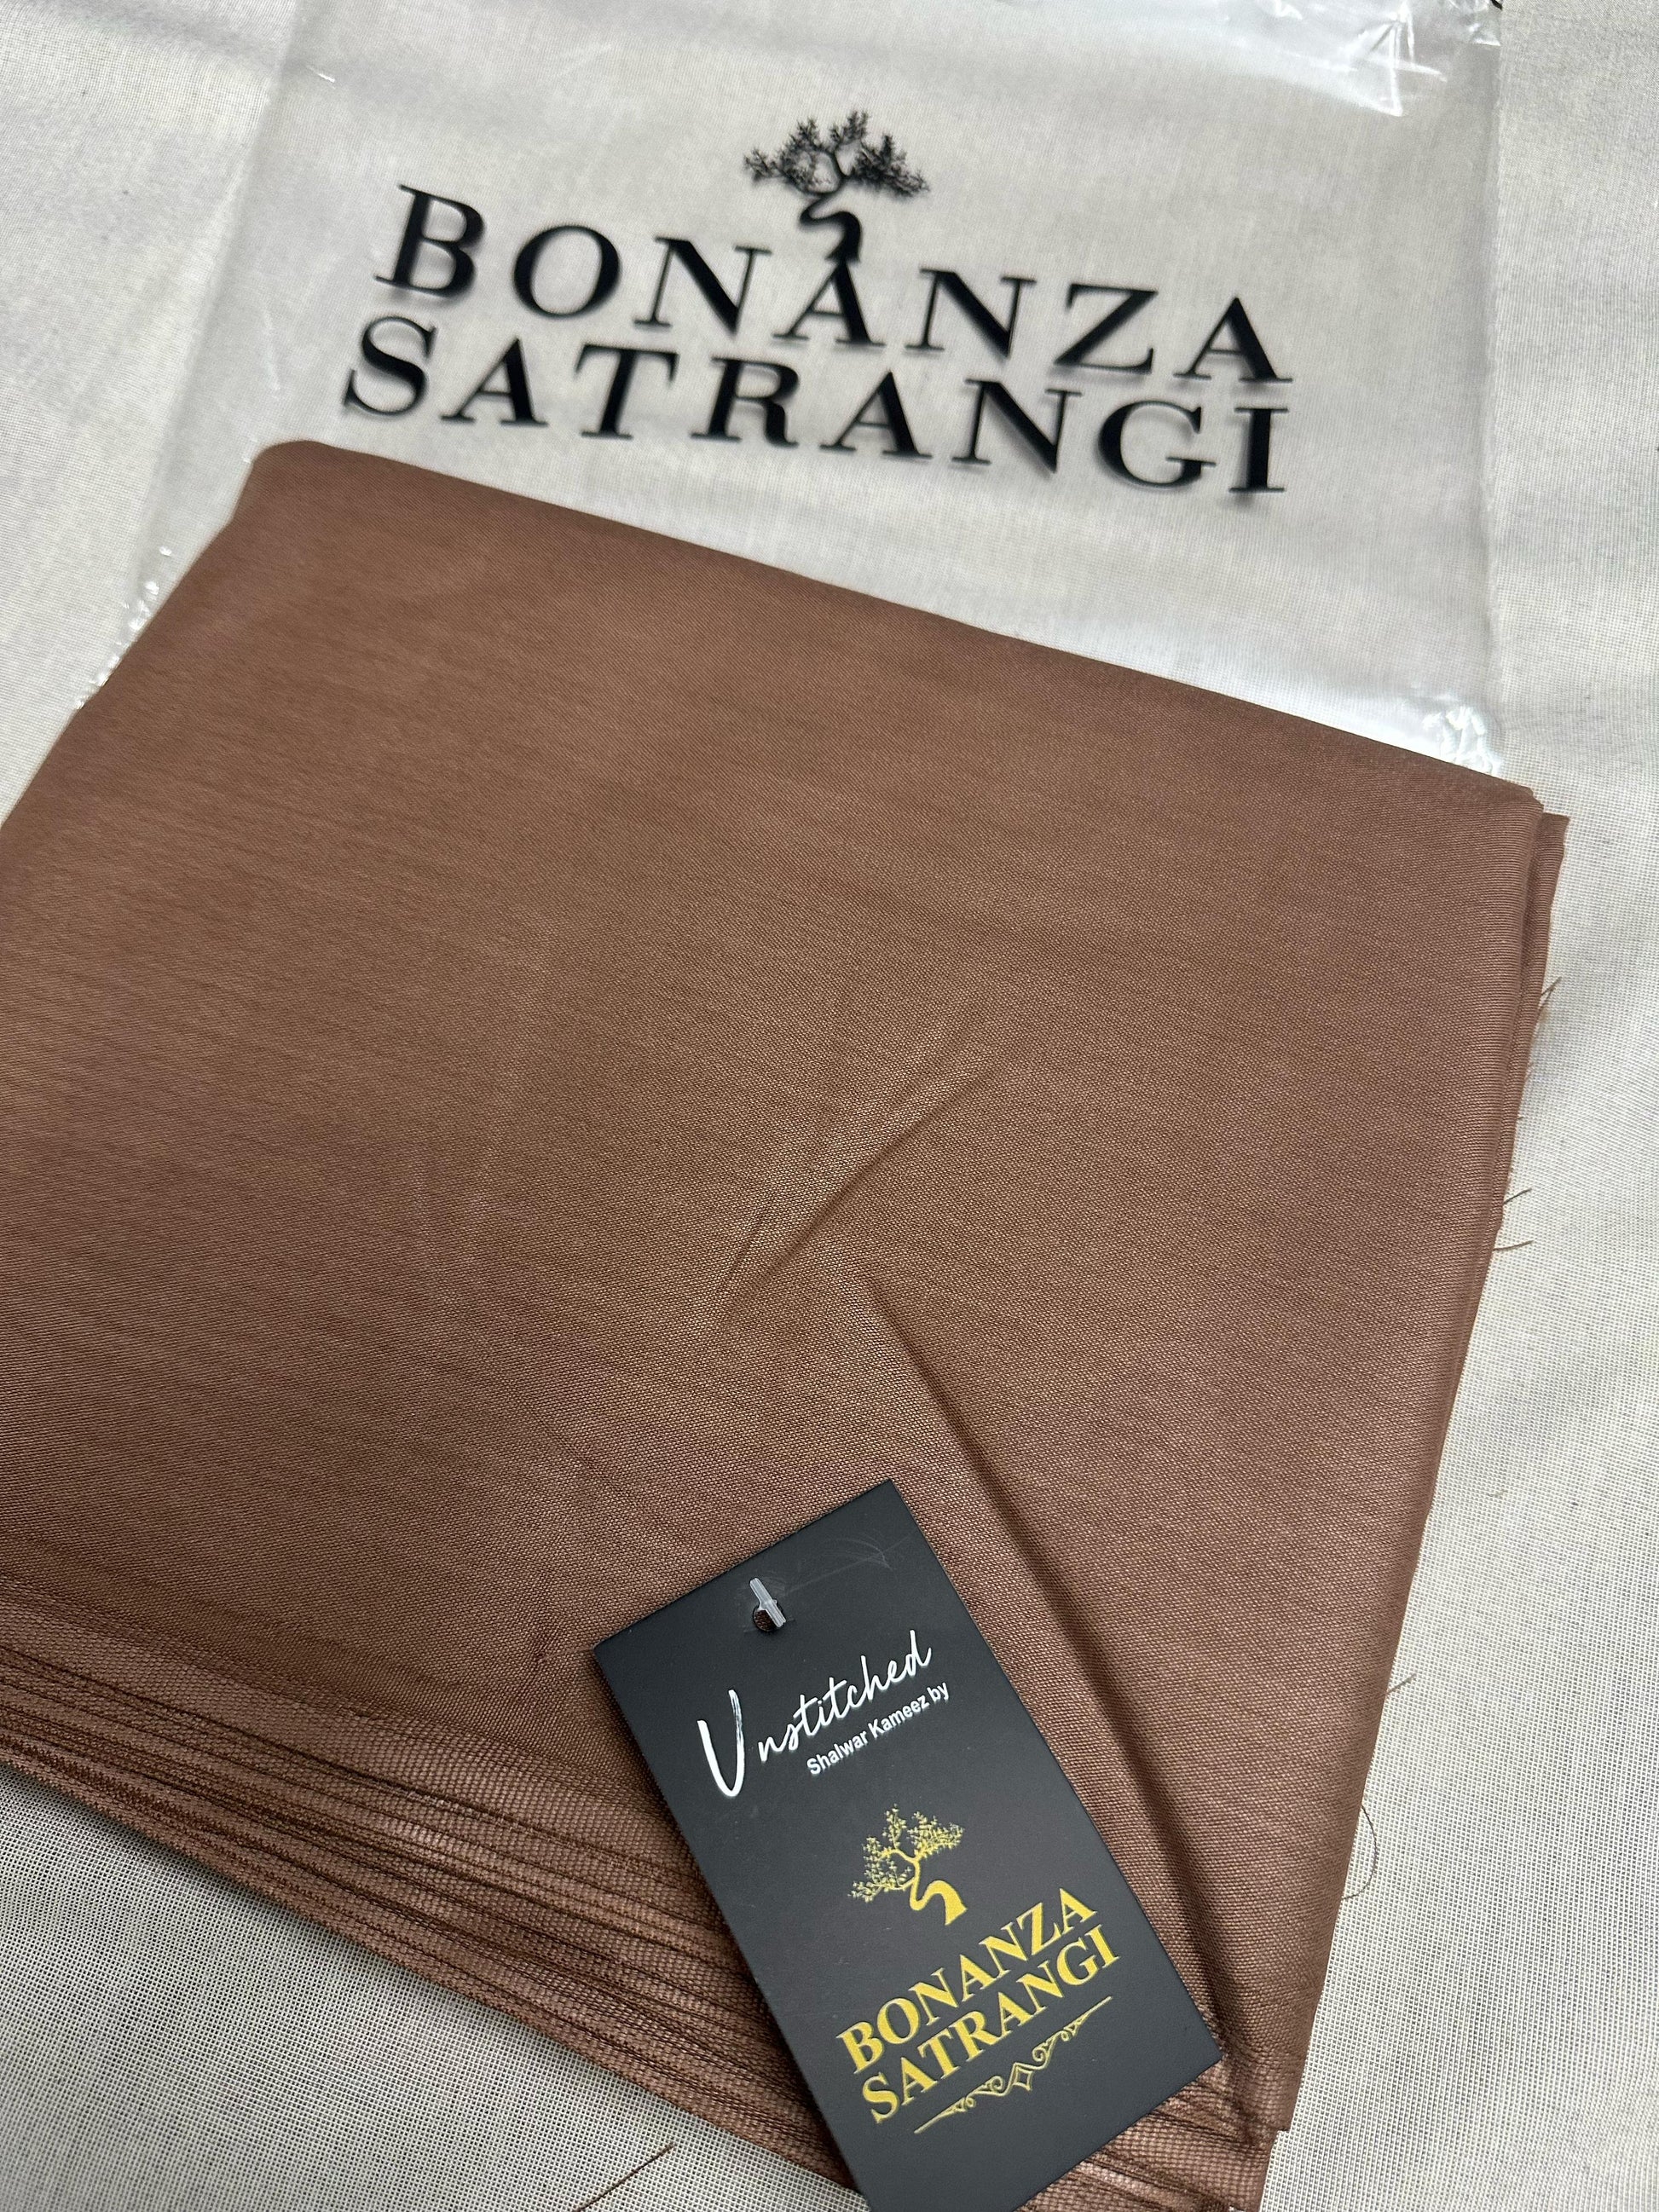 BONANZA
SATRANGI
Unstitched
Shalwar Kameez by
BONANZA
SATRANGI